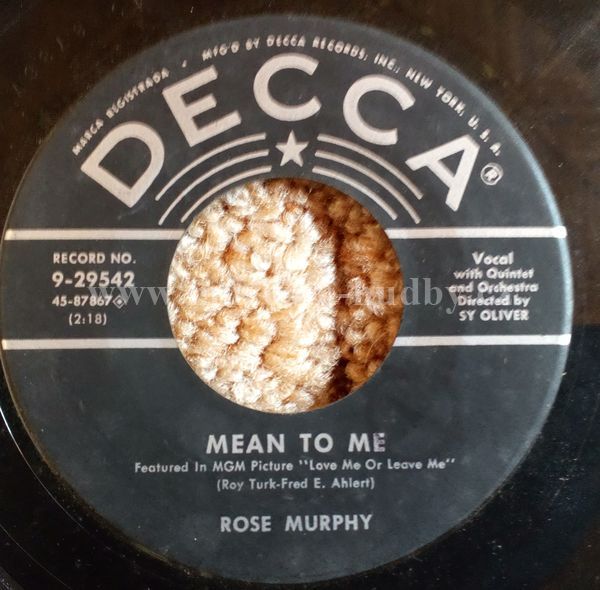 MARCA REGISTRADA • MFG'D BY DECCA RECORDS, INC., NEW YORK, U.S.A.
DECCA®
RECORD NO.
9-29542
45-87867
(2:18)
Vocal
with Quintet
and Orchestra
Directed by
SY OLIVER
MEAN TO ME
Featured In MGM Picture "Love Me Or Leave Me"
(Roy Turk-Fred E. Ahlert)
ROSE MURPHY